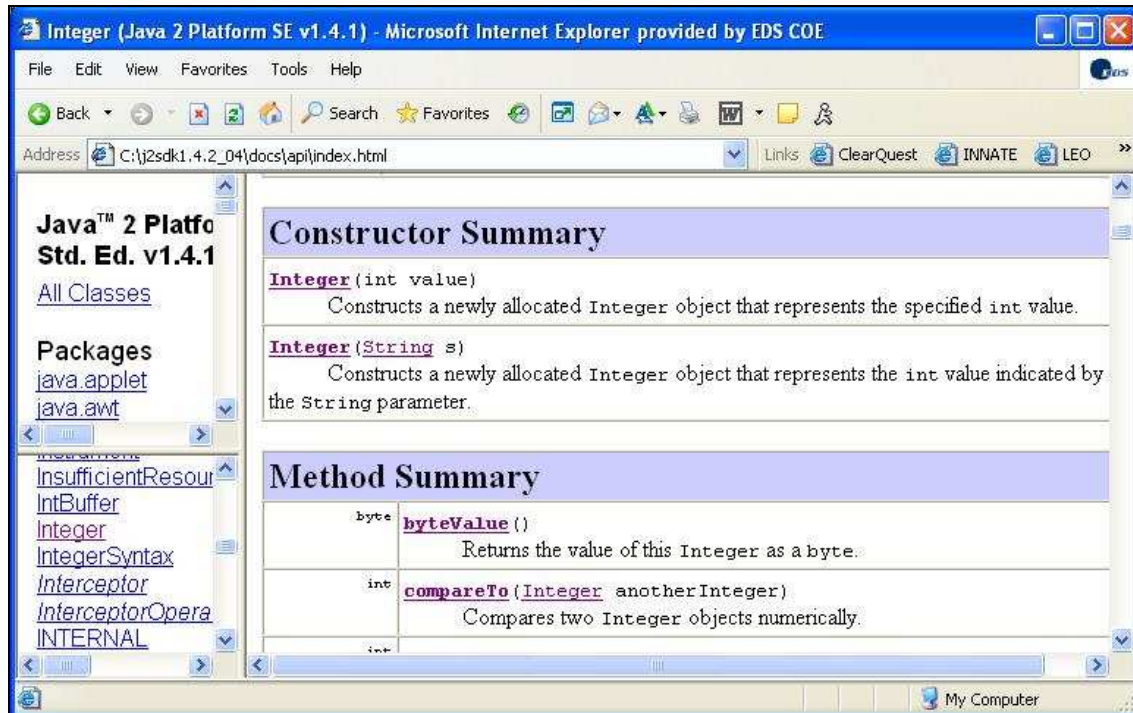 Integer (Java 2 Platform SE v1.4.1) - Microsoft Internet Explorer provided by EDS COE
File Edit View Favorites Tools Help
Back Search Favorites
Address C:\j2sdk1.4.2_04\docs\api\index.html Links ClearQuest INNATE LEO »
Java™ 2 Platfo
Std. Ed. v1.4.1
All Classes
Packages
java.applet
java.awt
InsufficientResour
IntBuffer
Integer
IntegerSyntax
Interceptor
InterceptorOpera
INTERNAL
Constructor Summary
Integer(int value)
Constructs a newly allocated Integer object that represents the specified int value.
Integer(String s)
Constructs a newly allocated Integer object that represents the int value indicated by
the String parameter.
Method Summary
byte byteValue()
Returns the value of this Integer as a byte.
int compareTo(Integer anotherInteger)
Compares two Integer objects numerically.
int
My Computer